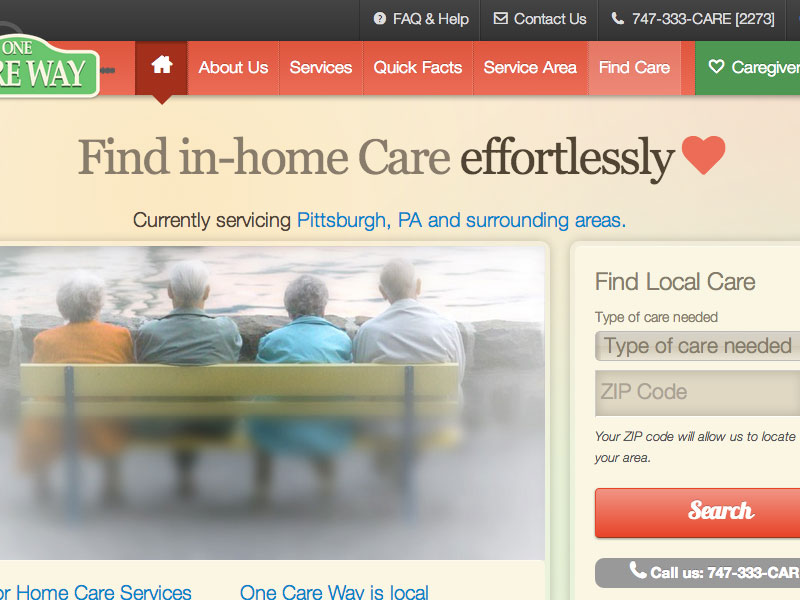 FAQ & Help
Contact Us
747-333-CARE [2273]
ONE
RE WAY
About Us
Services
Quick Facts
Service Area
Find Care
Caregiver
Find in-home Care effortlessly
Currently servicing Pittsburgh, PA and surrounding areas.
Find Local Care
Type of care needed
Type of care needed
ZIP Code
Your ZIP code will allow us to locate
your area.
Search
Call us: 747-333-CAR
or Home Care Services
One Care Way is local